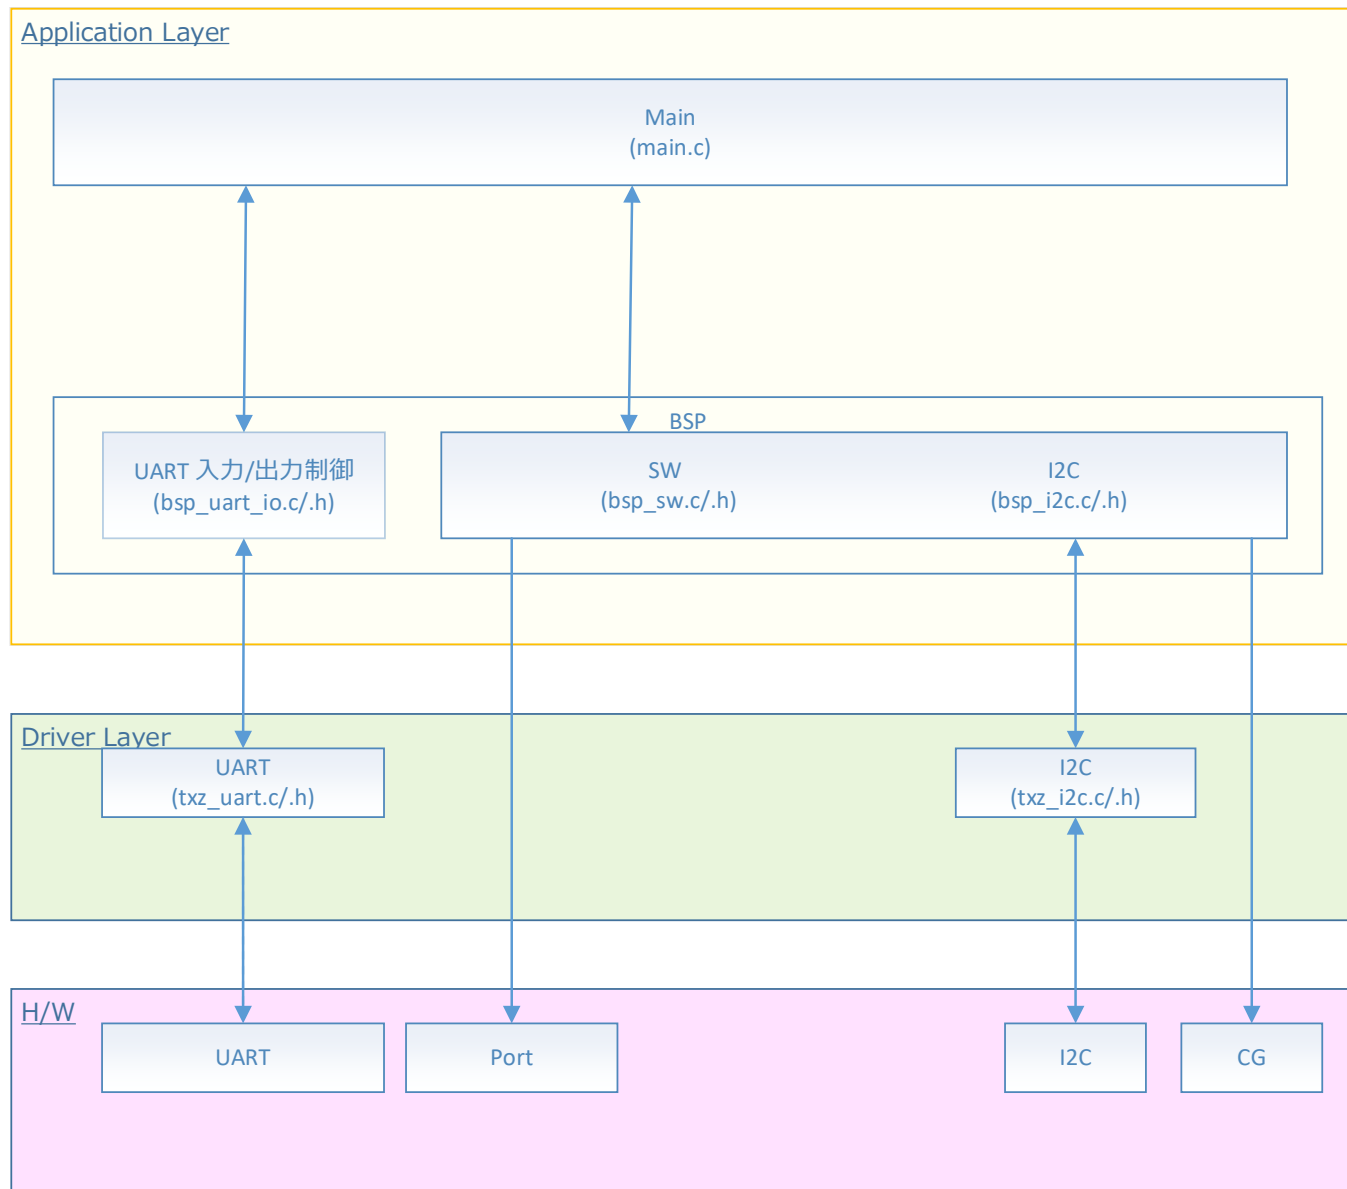 Application Layer
Main
(main.c)
BSP
UART 入力/出力制御
(bsp_uart_io.c/.h)
SW
(bsp_sw.c/.h)
I2C
(bsp_i2c.c/.h)
Driver Layer
UART
(txz_uart.c/.h)
I2C
(txz_i2c.c/.h)
H/W
UART
Port
I2C
CG